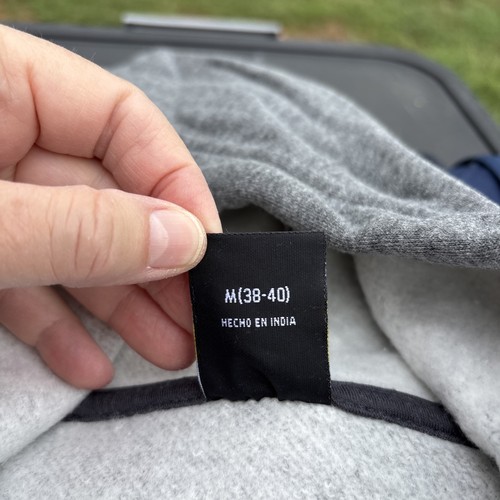 M(38-40)
HECHO EN INDIA